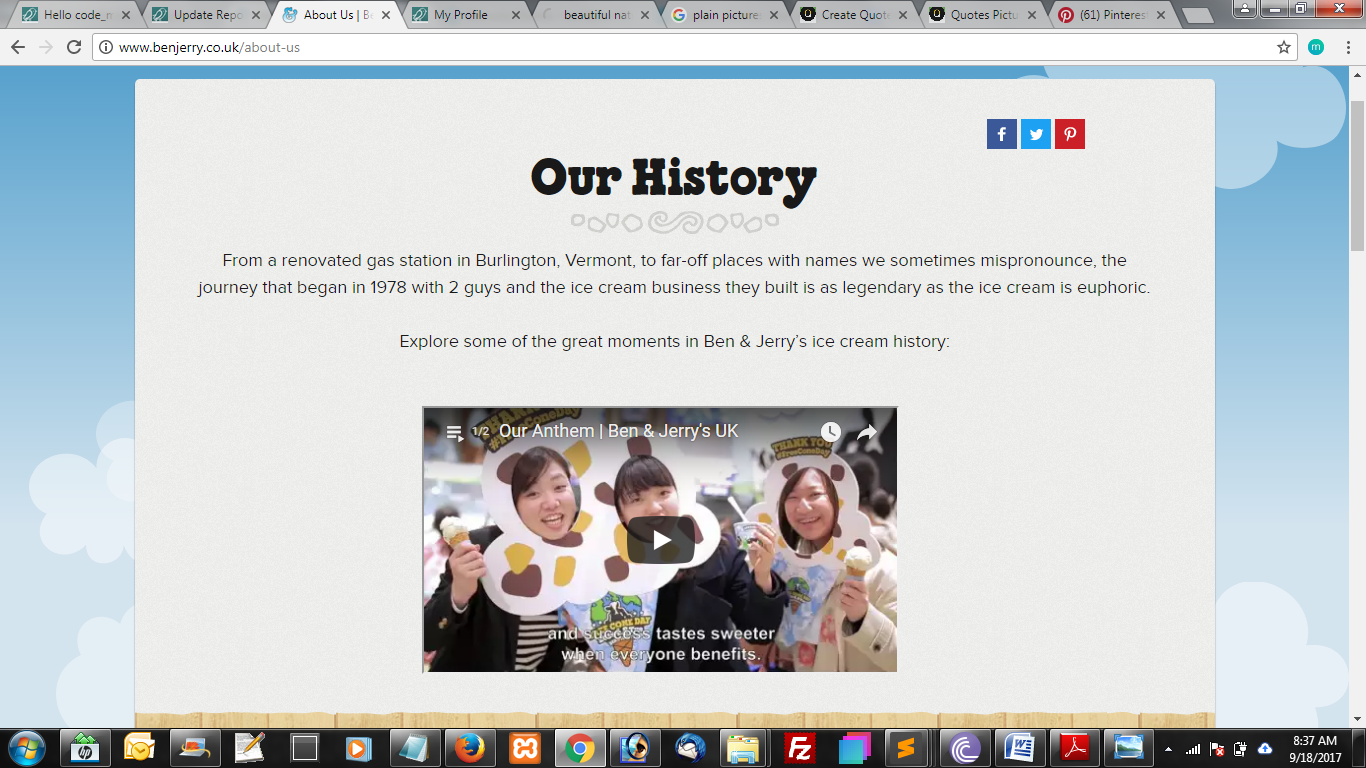 Hello code_n
Update Repo
About Us | Be
My Profile
beautiful nat
plain picture
Create Quot
Quotes Pictu
(61) Pinteres
www.benjerry.co.uk/about-us
m
Our History
From a renovated gas station in Burlington, Vermont, to far-off places with names we sometimes mispronounce, the
journey that began in 1978 with 2 guys and the ice cream business they built is as legendary as the ice cream is euphoric.
Explore some of the great moments in Ben & Jerry's ice cream history:
1/2 Our Anthem | Ben & Jerry's UK
THANK YOU
#FreeConeDay
and success tastes sweeter
when everyone benefits.
8:37 AM
9/18/2017